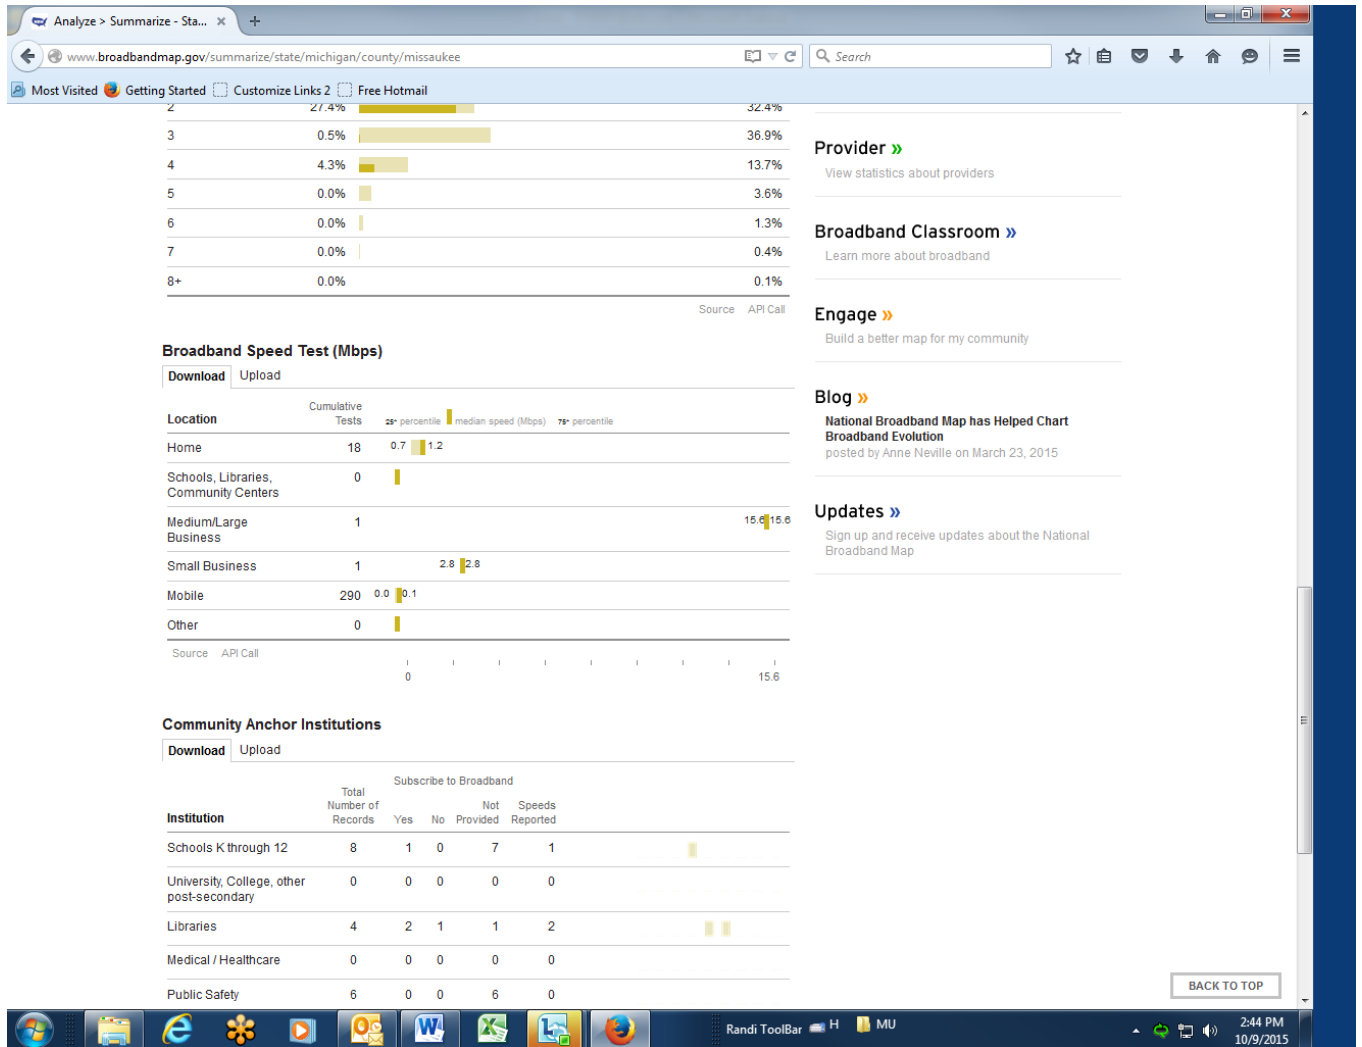 Analyze > Summarize - Sta...
www.broadbandmap.gov/summarize/state/michigan/county/missaukee
Search
Most Visited Getting Started Customize Links 2 Free Hotmail
2 27.4% 32.4%
3 0.5% 36.9%
4 4.3% 13.7%
5 0.0% 3.6%
6 0.0% 1.3%
7 0.0% 0.4%
8+ 0.0% 0.1%
Source API Call
Broadband Speed Test (Mbps)
Download Upload
Location Cumulative Tests 25th percentile median speed (Mbps) 75th percentile
Home 18 0.7 1.2
Schools, Libraries, 0
Community Centers
Medium/Large 1 15.6 15.6
Business
Small Business 1 2.8 2.8
Mobile 290 0.0 0.1
Other 0
Source API Call
0 15.6
Community Anchor Institutions
Download Upload
Subscribe to Broadband
Institution Total Number of Records Yes No Not Provided Speeds Reported
Schools K through 12 8 1 0 7 1
University, College, other 0 0 0 0 0
post-secondary
Libraries 4 2 1 1 2
Medical / Healthcare 0 0 0 0 0
Public Safety 6 0 0 6 0
Provider »
View statistics about providers
Broadband Classroom »
Learn more about broadband
Engage »
Build a better map for my community
Blog »
National Broadband Map has Helped Chart
Broadband Evolution
posted by Anne Neville on March 23, 2015
Updates »
Sign up and receive updates about the National
Broadband Map
BACK TO TOP
Randi ToolBar H MU
2:44 PM
10/9/2015